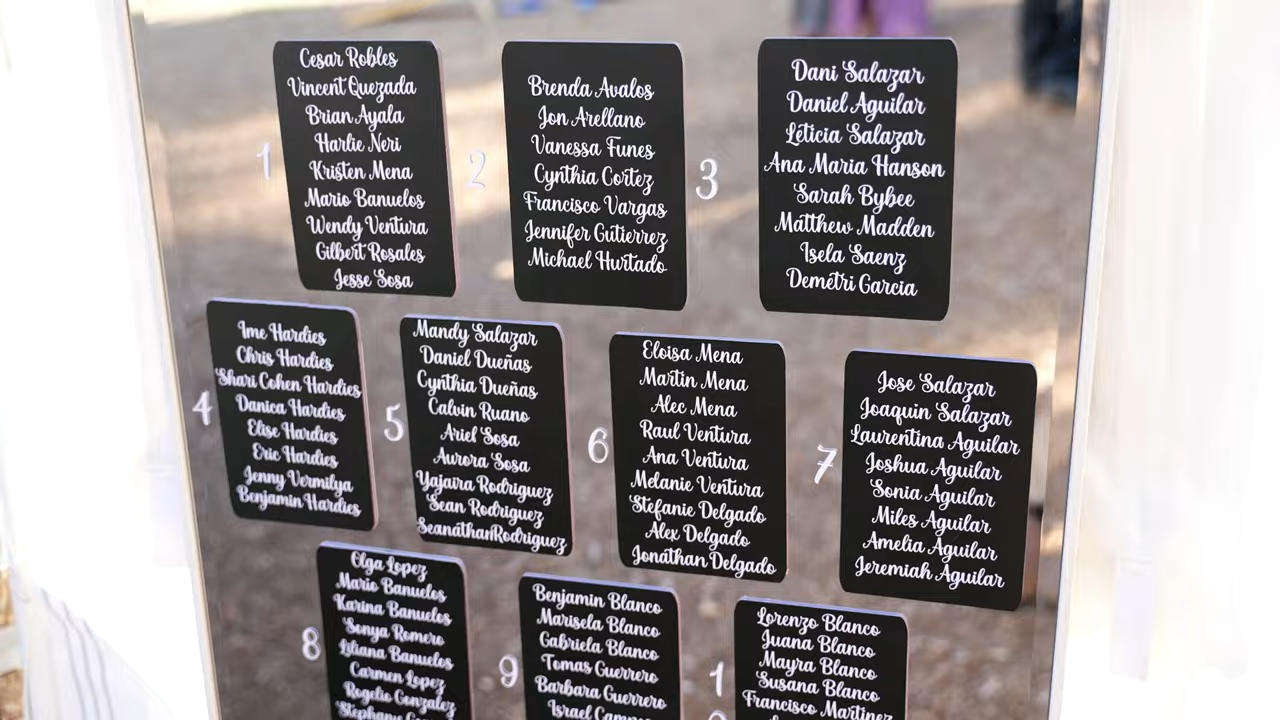 1
Cesar Robles
Vincent Quezada
Brian Ayala
Harlie Neri
Kristen Mena
Mario Banuelos
Wendy Ventura
Gilbert Rosales
Jesse Sosa
2
Brenda Avalos
Jon Arellano
Vanessa Funes
Cynthia Cortez
Francisco Vargas
Jennifer Gutierrez
Michael Hurtado
3
Dani Salazar
Daniel Aguilar
Leticia Salazar
Ana Maria Hanson
Sarah Bybee
Matthew Madden
Isela Saenz
Demetri Garcia
4
Ime Hardies
Chris Hardies
Shari Cohen Hardies
Danica Hardies
Elise Hardies
Eric Hardies
Jenny Vermilya
Benjamin Hardies
5
Mandy Salazar
Daniel Dueñas
Cynthia Dueñas
Calvin Ruano
Ariel Sosa
Aurora Sosa
Yajaira Rodriguez
Sean Rodriguez
SeanathanRodriguez
6
Eloisa Mena
Martin Mena
Alec Mena
Raul Ventura
Ana Ventura
Melanie Ventura
Stefanie Delgado
Alex Delgado
Jonathan Delgado
7
Jose Salazar
Joaquin Salazar
Laurentina Aguilar
Joshua Aguilar
Sonia Aguilar
Miles Aguilar
Amelia Aguilar
Jeremiah Aguilar
8
Olga Lopez
Mario Banuelos
Karina Banuelos
Sonya Romero
Liliana Banuelos
Carmen Lopez
Rogelio Gonzalez
9
Benjamin Blanco
Marisela Blanco
Gabriela Blanco
Tomas Guerrero
Barbara Guerrero
Israel
1
Lorenzo Blanco
Juana Blanco
Mayra Blanco
Susana Blanco
Francisco Martinez